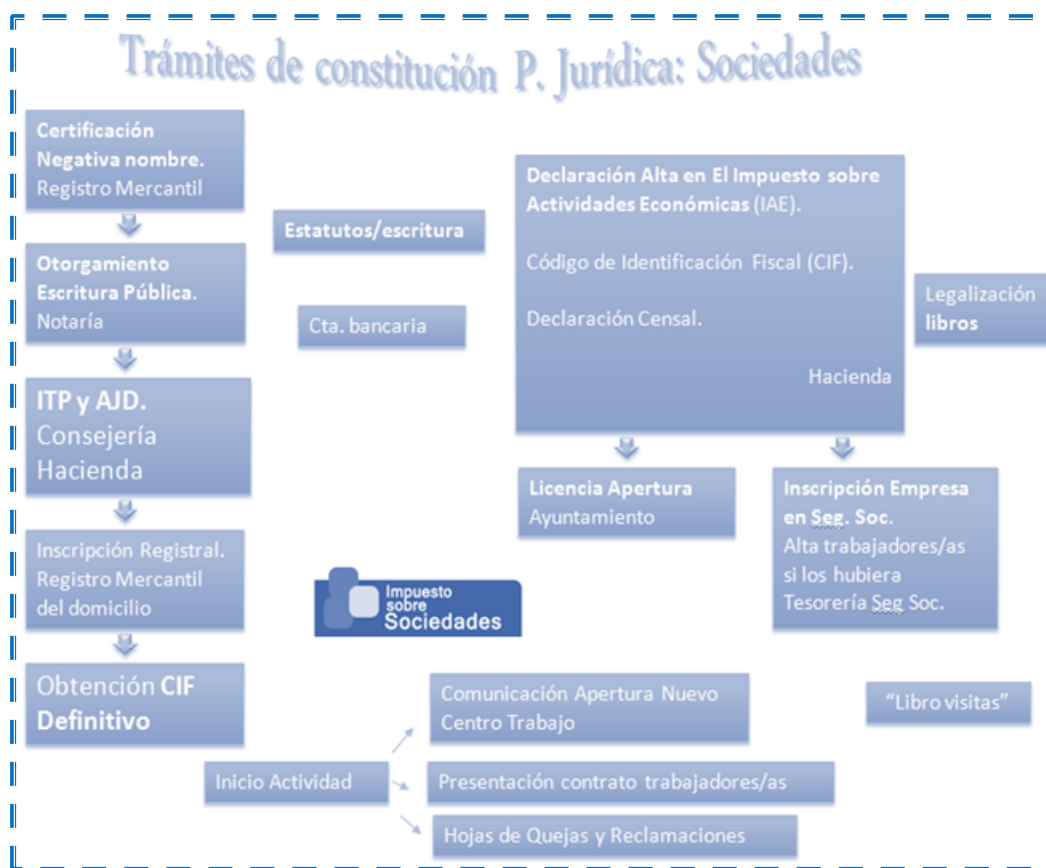 Trámites de constitución P. Jurídica: Sociedades
Certificación
Negativa nombre.
Registro Mercantil
Otorgamiento
Escritura Pública.
Notaría
ITP y AJD.
Consejería
Hacienda
Inscripción Registral.
Registro Mercantil
del domicilio
Obtención CIF
Definitivo
Estatutos/escritura
Cta. bancaria
Declaración Alta en El Impuesto sobre
Actividades Económicas (IAE).
Código de Identificación Fiscal (CIF).
Declaración Censal.
Hacienda
Legalización
libros
Licencia Apertura
Ayuntamiento
Inscripción Empresa
en Seg. Soc.
Alta trabajadores/as
si los hubiera
Tesorería Seg Soc.
Impuesto
sobre
Sociedades
"Libro visitas"
Inicio Actividad
Comunicación Apertura Nuevo
Centro Trabajo
Presentación contrato trabajadores/as
Hojas de Quejas y Reclamaciones